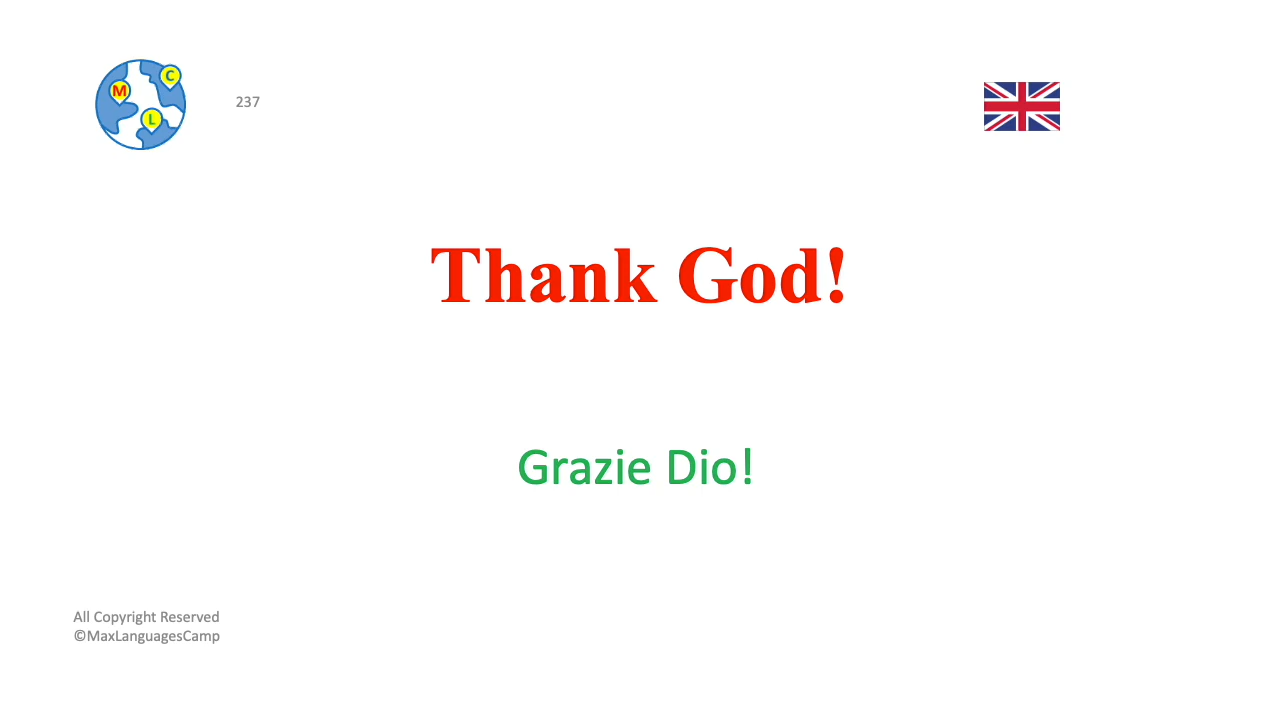 M
C
L
237
Thank God!
Grazie Dio!
All Copyright Reserved
©MaxLanguagesCamp